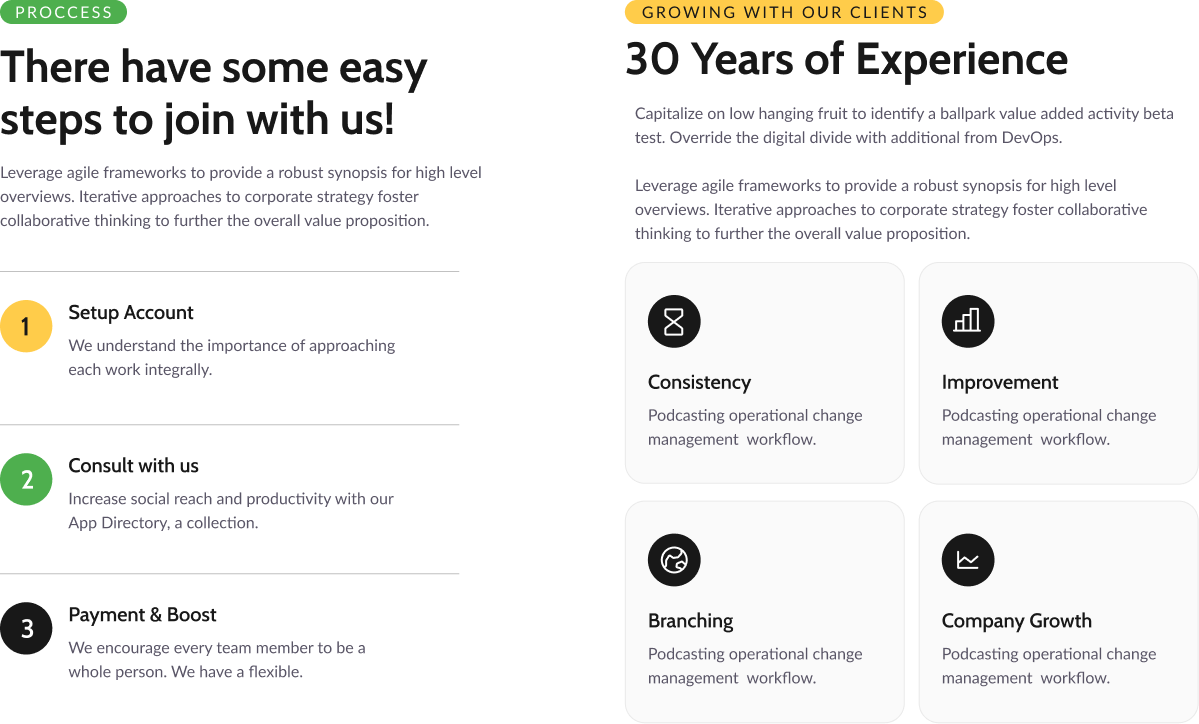 PROCCESS
There have some easy
steps to join with us!
Leverage agile frameworks to provide a robust synopsis for high level
overviews. Iterative approaches to corporate strategy foster
collaborative thinking to further the overall value proposition.
1
Setup Account
We understand the importance of approaching
each work integrally.
2
Consult with us
Increase social reach and productivity with our
App Directory, a collection.
3
Payment & Boost
We encourage every team member to be a
whole person. We have a flexible.
GROWING WITH OUR CLIENTS
30 Years of Experience
Capitalize on low hanging fruit to identify a ballpark value added activity beta
test. Override the digital divide with additional from DevOps.
Leverage agile frameworks to provide a robust synopsis for high level
overviews. Iterative approaches to corporate strategy foster collaborative
thinking to further the overall value proposition.
Consistency
Podcasting operational change
management  workflow.
Improvement
Podcasting operational change
management  workflow.
Branching
Podcasting operational change
management  workflow.
Company Growth
Podcasting operational change
management  workflow.